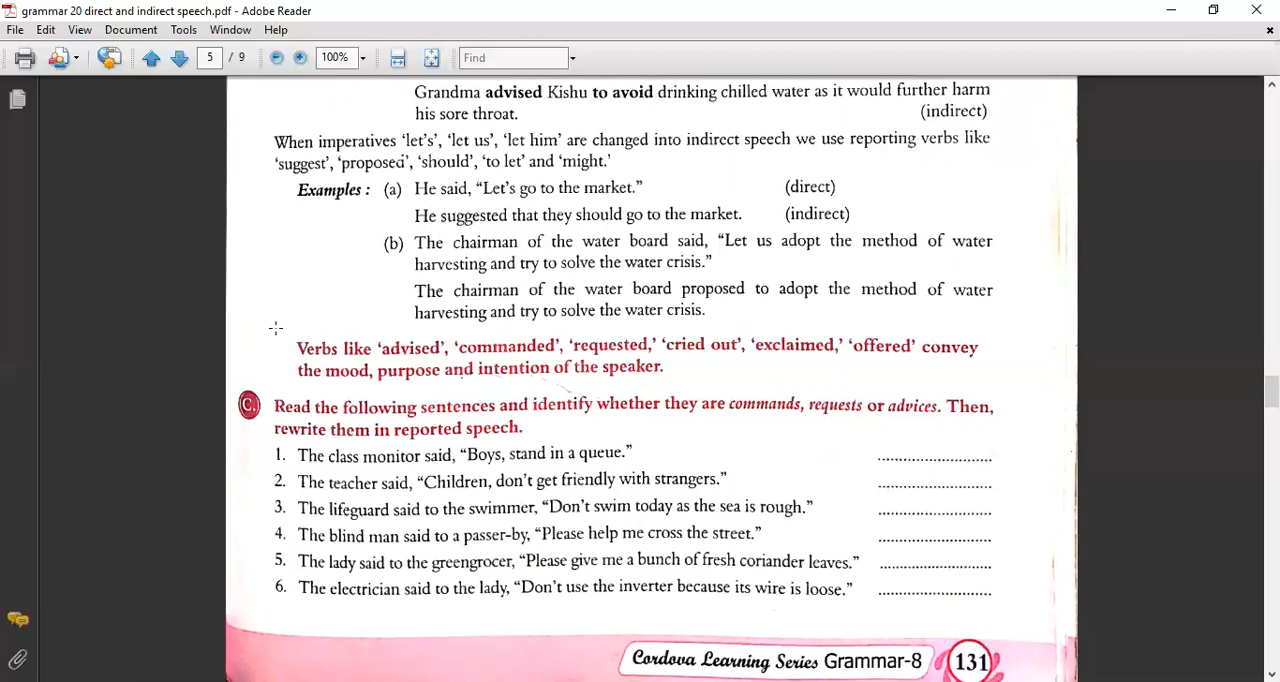 grammar 20 direct and indirect speech.pdf - Adobe Reader
File Edit View Document Tools Window Help
5 / 9 100% Find
Grandma advised Kishu to avoid drinking chilled water as it would further harm
his sore throat. (indirect)
When imperatives ‘let’s’, ‘let us’, ‘let him’ are changed into indirect speech we use reporting verbs like
‘suggest’, ‘proposed’, ‘should’, ‘to let’ and ‘might.’
Examples : (a) He said, “Let’s go to the market.” (direct)
He suggested that they should go to the market. (indirect)
(b) The chairman of the water board said, “Let us adopt the method of water
harvesting and try to solve the water crisis.”
The chairman of the water board proposed to adopt the method of water
harvesting and try to solve the water crisis.
Verbs like ‘advised’, ‘commanded’, ‘requested,’ ‘cried out’, ‘exclaimed,’ ‘offered’ convey
the mood, purpose and intention of the speaker.
C. Read the following sentences and identify whether they are commands, requests or advices. Then,
rewrite them in reported speech.
1. The class monitor said, “Boys, stand in a queue.” ..........................
2. The teacher said, “Children, don’t get friendly with strangers.” ..........................
3. The lifeguard said to the swimmer, “Don’t swim today as the sea is rough.” ..........................
4. The blind man said to a passer-by, “Please help me cross the street.” ..........................
5. The lady said to the greengrocer, “Please give me a bunch of fresh coriander leaves.” ..........................
6. The electrician said to the lady, “Don’t use the inverter because its wire is loose.” ..........................
Cordova Learning Series Grammar-8 131